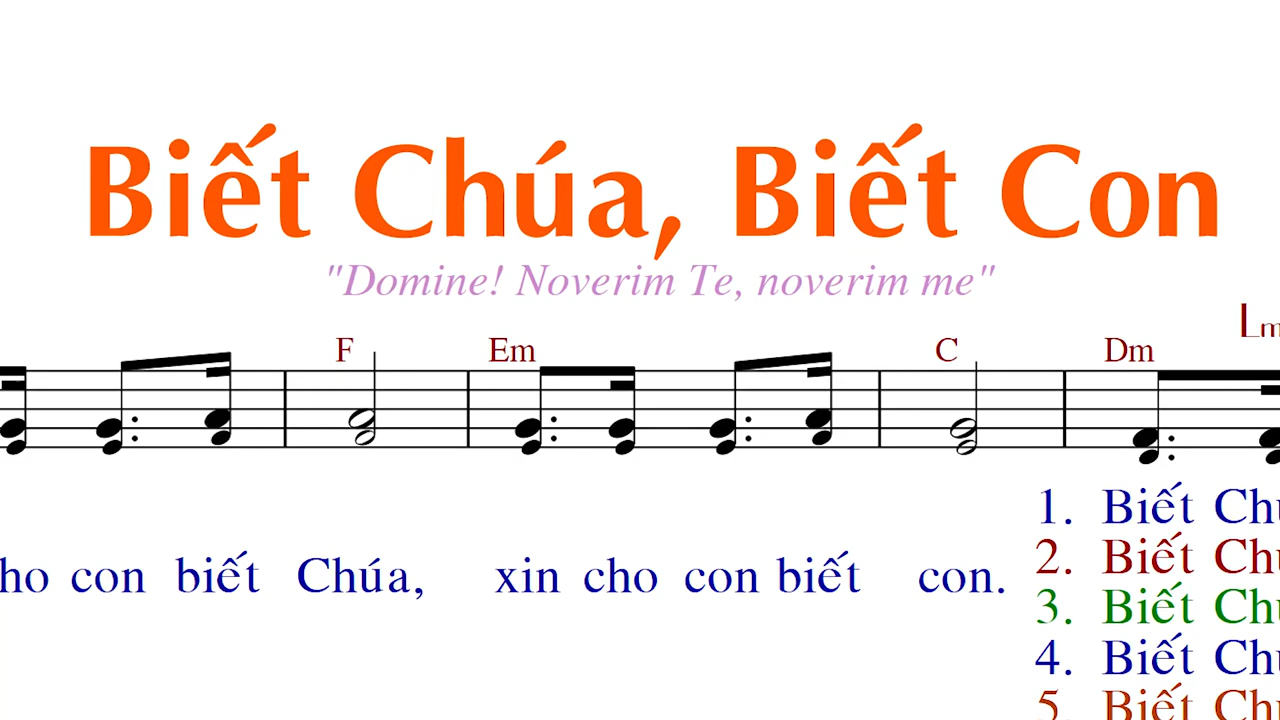 Biết Chúa, Biết Con
"Domine! Noverim Te, noverim me"
F Em C Dm
con biết Chúa, xin cho con biết con.
1. Biết
2. Biết
3. Biết
4. Biết
5. Biết